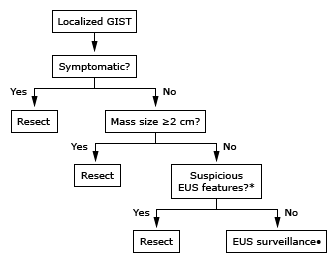 Localized GIST
Symptomatic?
Yes
No
Resect
Mass size ≥2 cm?
Yes
No
Resect
Suspicious
EUS features?*
Yes
No
Resect
EUS surveillance•